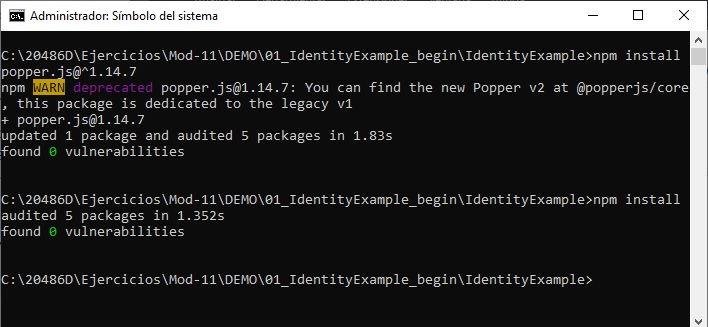 Administrador: Símbolo del sistema
C:\20486D\Ejercicios\Mod-11\DEMO\01_IdentityExample_begin\IdentityExample>npm install
popper.js@^1.14.7
npm WARN deprecated popper.js@1.14.7: You can find the new Popper v2 at @popperjs/core
, this package is dedicated to the legacy v1
+ popper.js@1.14.7
updated 1 package and audited 5 packages in 1.83s
found 0 vulnerabilities
C:\20486D\Ejercicios\Mod-11\DEMO\01_IdentityExample_begin\IdentityExample>npm install
audited 5 packages in 1.352s
found 0 vulnerabilities
C:\20486D\Ejercicios\Mod-11\DEMO\01_IdentityExample_begin\IdentityExample>